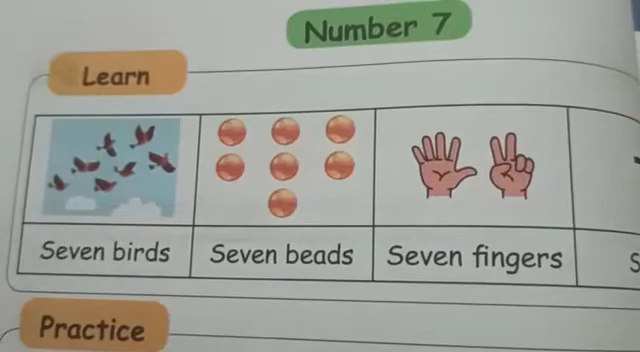 Number 7
Learn
Seven birds
Seven beads
Seven fingers
Practice